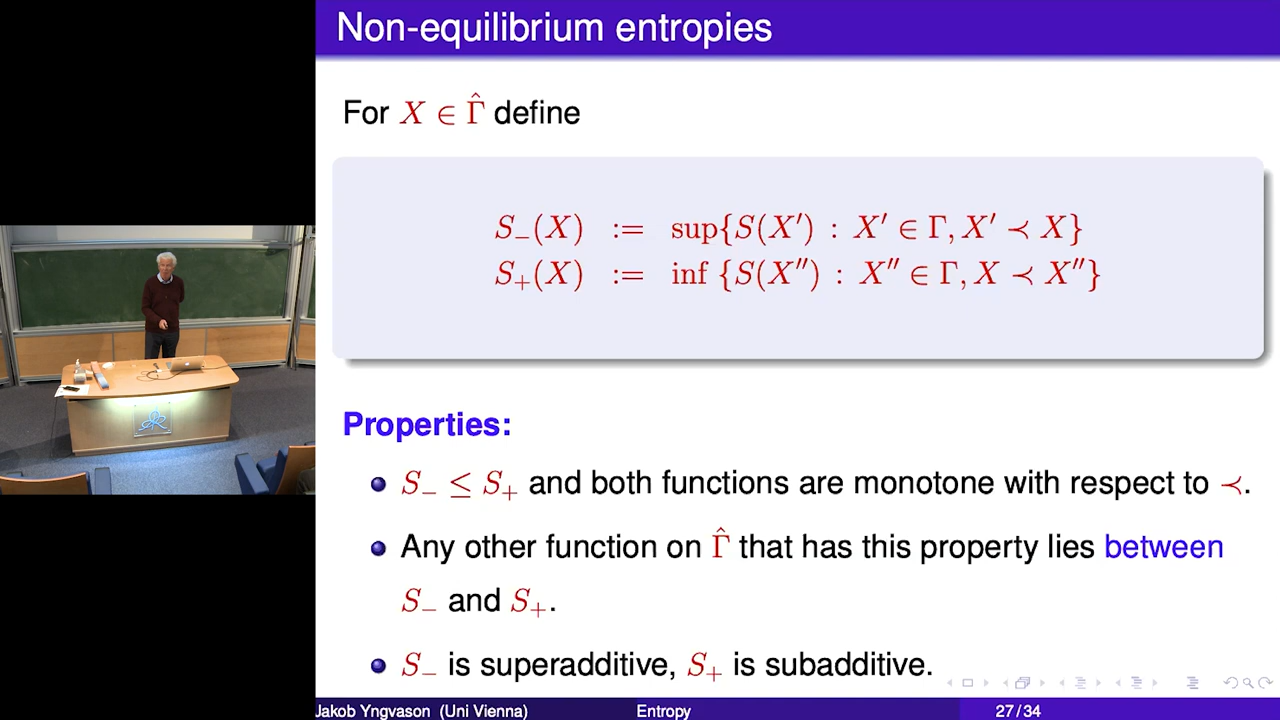 Non-equilibrium entropies
For X ∈ Γ̂ define
S₋(X) := sup{S(X′) : X′ ∈ Γ, X′ ≺ X}
S₊(X) := inf {S(X″) : X″ ∈ Γ, X ≺ X″}
Properties:
S₋ ≤ S₊ and both functions are monotone with respect to ≺.
Any other function on Γ̂ that has this property lies between
S₋ and S₊.
S₋ is superadditive, S₊ is subadditive.
Jakob Yngvason (Uni Vienna) Entropy 27 / 34